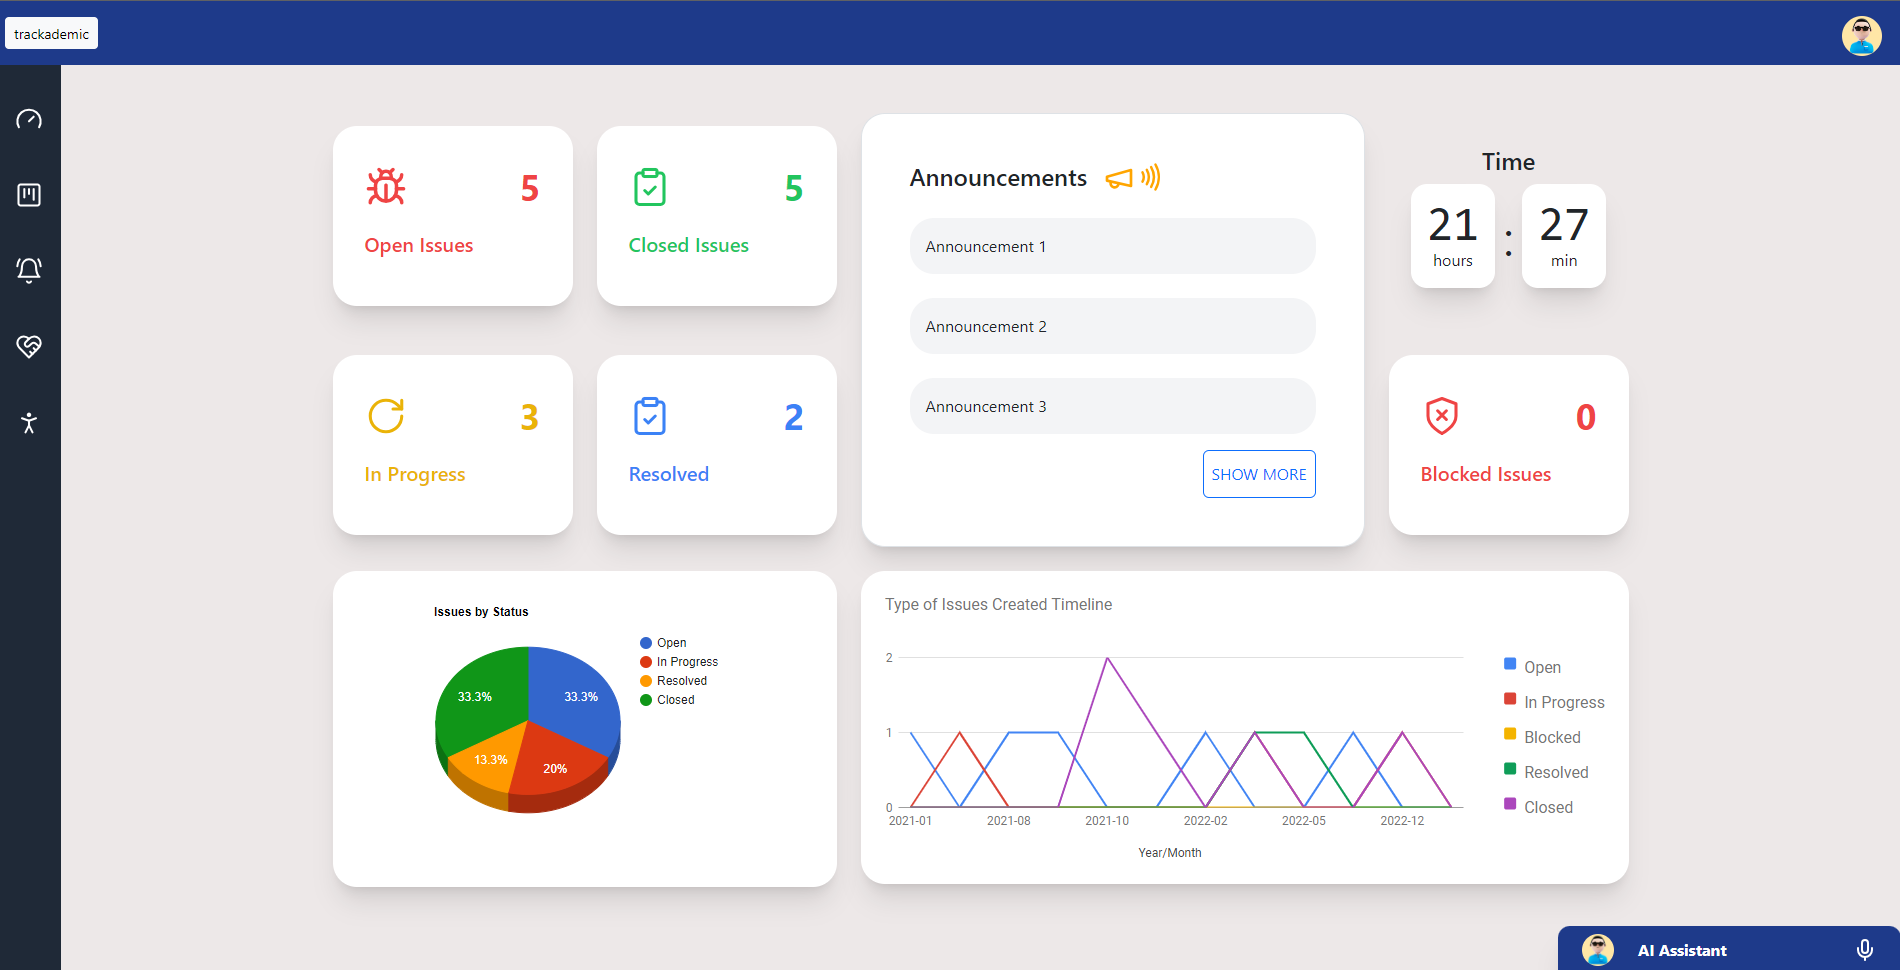 trackademic
5
Open Issues
5
Closed Issues
Announcements
Announcement 1
Announcement 2
Announcement 3
SHOW MORE
Time
21 : 27
hours min
3
In Progress
2
Resolved
0
Blocked Issues
Issues by Status
Open
In Progress
Resolved
Closed
33.3% 33.3%
13.3% 20%
Type of Issues Created Timeline
2
1
0
2021-01 2021-08 2021-10 2022-02 2022-05 2022-12
Year/Month
Open
In Progress
Blocked
Resolved
Closed
AI Assistant